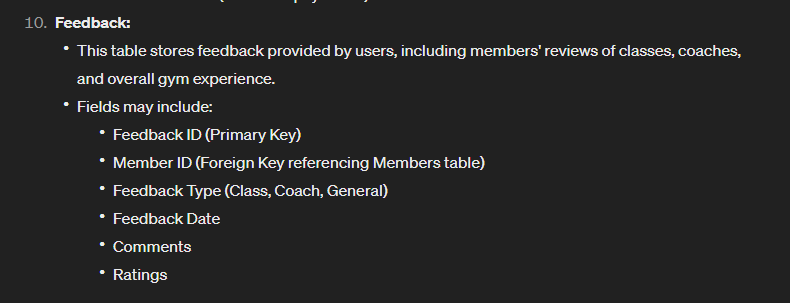 10. Feedback:
• This table stores feedback provided by users, including members' reviews of classes, coaches,
and overall gym experience.
• Fields may include:
• Feedback ID (Primary Key)
• Member ID (Foreign Key referencing Members table)
• Feedback Type (Class, Coach, General)
• Feedback Date
• Comments
• Ratings